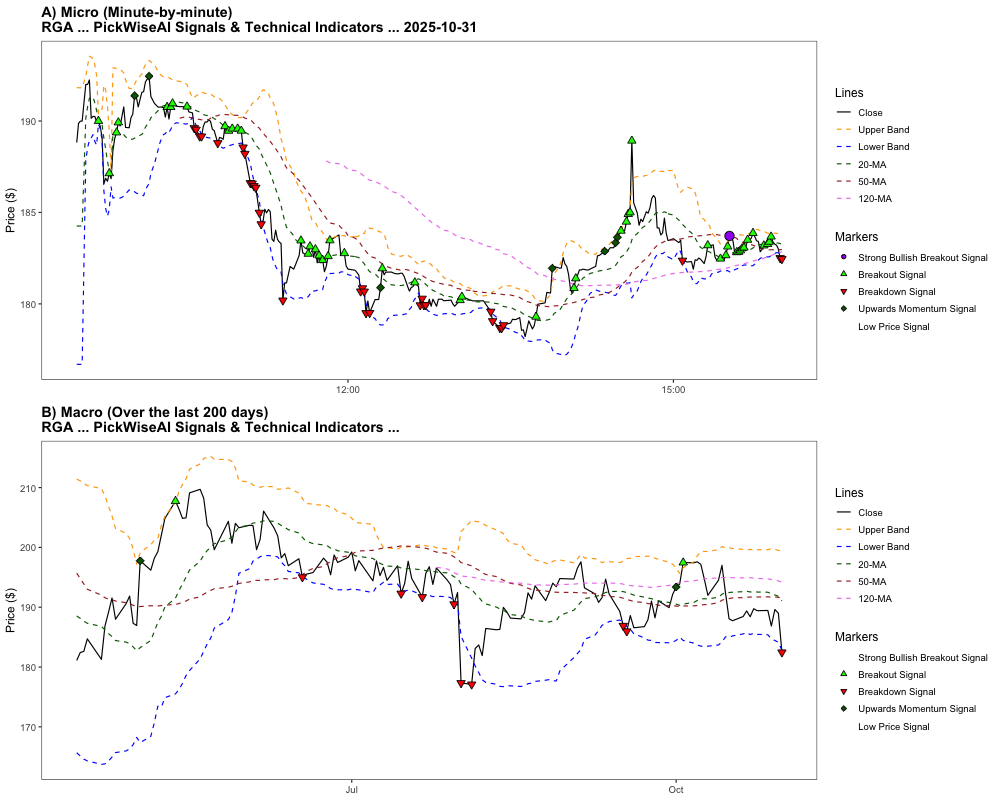 A) Micro (Minute-by-minute)
RGA ... PickWiseAI Signals & Technical Indicators ... 2025-10-31
Price ($)
190
185
180
12:00
15:00
Lines
Close
Upper Band
Lower Band
20-MA
50-MA
120-MA
Markers
Strong Bullish Breakout Signal
Breakout Signal
Breakdown Signal
Upwards Momentum Signal
Low Price Signal
B) Macro (Over the last 200 days)
RGA ... PickWiseAI Signals & Technical Indicators ...
Price ($)
210
200
190
180
170
Jul
Oct
Lines
Close
Upper Band
Lower Band
20-MA
50-MA
120-MA
Markers
Strong Bullish Breakout Signal
Breakout Signal
Breakdown Signal
Upwards Momentum Signal
Low Price Signal